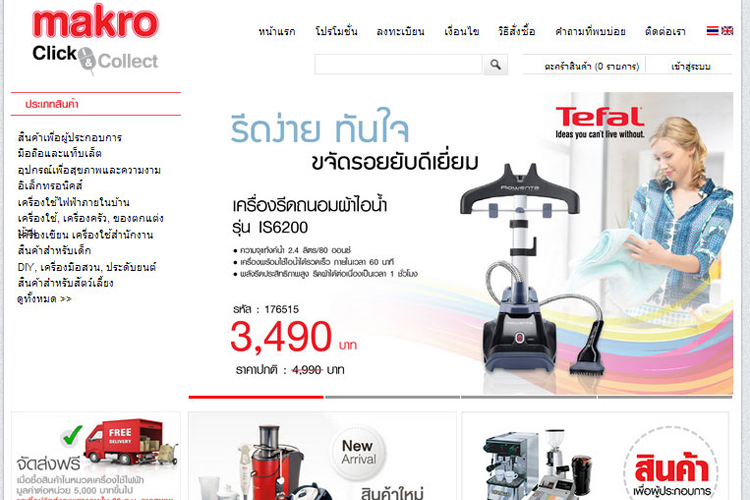 makro
Click & Collect
หน้าแรก โปรโมชั่น ลงทะเบียน เงื่อนไข วิธีสั่งซื้อ คำถามที่พบบ่อย ติดต่อเรา
ตะกร้าสินค้า (0 รายการ) เข้าสู่ระบบ
ประเภทสินค้า
สินค้าเพื่อผู้ประกอบการ
มือถือและแท็บเล็ต
อุปกรณ์เพื่อสุขภาพและความงาม
อิเล็กทรอนิคส์
เครื่องใช้ไฟฟ้าภายในบ้าน
เครื่องใช้, เครื่องครัว, ของตกแต่ง
เครื่องเขียน เครื่องใช้สำนักงาน
สินค้าสำหรับเด็ก
DIY, เครื่องมือสวน, ประดับยนต์
สินค้าสำหรับสัตว์เลี้ยง
ดูทั้งหมด >>
Tefal
Ideas you can't live without.
รีดง่าย ทันใจ
ขจัดรอยยับดีเยี่ยม
เครื่องรีดถนอมผ้าไอน้ำ
รุ่น IS6200
• ความจุแท้งค์น้ำ 2.4 ลิตร/80 ออนซ์
• เครื่องพร้อมใช้ไอน้ำรวดเร็ว ภายในเวลา 60 นาที
• พลังรีดประสิทธิภาพสูง รีดผ้าได้ต่อเนื่องเป็นเวลา 1 ชั่วโมง
ROWENTA
รหัส : 176515
3,490 บาท
ราคาปกติ : 4,990 บาท
FREE
DELIVERY
จัดส่งฟรี
เมื่อซื้อสินค้าในหมวดเครื่องใช้ไฟฟ้า
มูลค่าต่อหน่วย 5,000 บาทขึ้นไป
New
Arrival
สินค้าใหม่
สินค้า
เพื่อผู้ประกอบการ